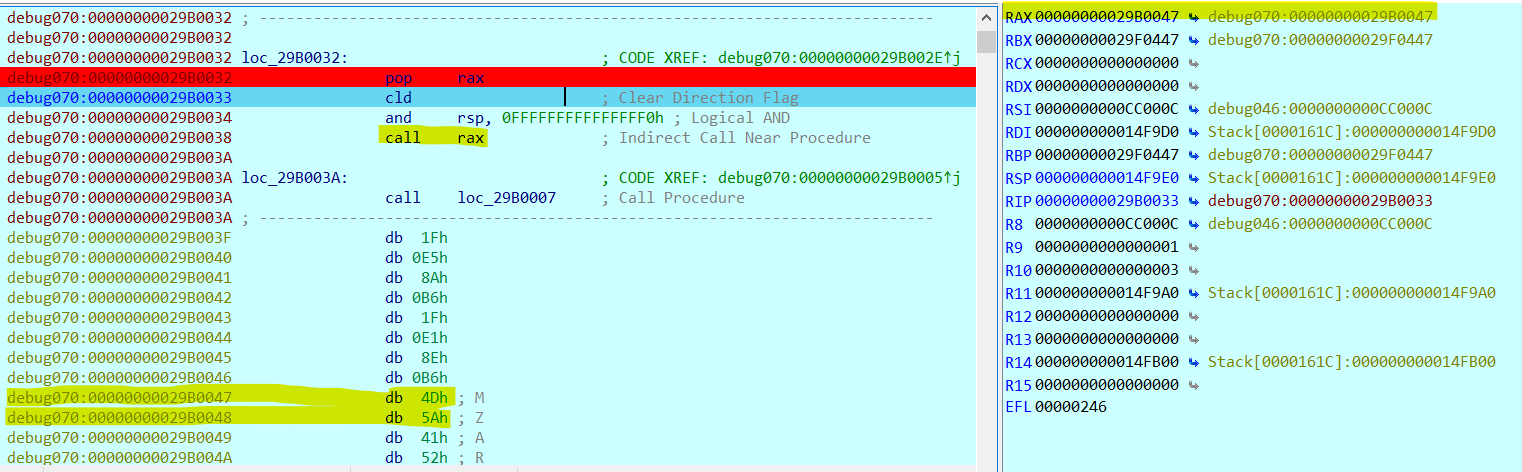 debug070:00000000029B0032 ; ---------------------------------------------------------------------------
debug070:00000000029B0032
debug070:00000000029B0032 loc_29B0032: ; CODE XREF: debug070:00000000029B002E↑j
debug070:00000000029B0032 pop rax
debug070:00000000029B0033 cld ; Clear Direction Flag
debug070:00000000029B0034 and rsp, 0FFFFFFFFFFFFFFF0h ; Logical AND
debug070:00000000029B0038 call rax ; Indirect Call Near Procedure
debug070:00000000029B003A
debug070:00000000029B003A loc_29B003A: ; CODE XREF: debug070:00000000029B0005↑j
debug070:00000000029B003A call loc_29B0007 ; Call Procedure
debug070:00000000029B003A ; ---------------------------------------------------------------------------
debug070:00000000029B003F db 1Fh
debug070:00000000029B0040 db 0E5h
debug070:00000000029B0041 db 8Ah
debug070:00000000029B0042 db 0B6h
debug070:00000000029B0043 db 1Fh
debug070:00000000029B0044 db 0E1h
debug070:00000000029B0045 db 8Eh
debug070:00000000029B0046 db 0B6h
debug070:00000000029B0047 db 4Dh ; M
debug070:00000000029B0048 db 5Ah ; Z
debug070:00000000029B0049 db 41h ; A
debug070:00000000029B004A db 52h ; R
RAX 00000000029B0047 debug070:00000000029B0047
RBX 00000000029F0447 debug070:00000000029F0447
RCX 0000000000000000
RDX 0000000000000000
RSI 0000000000CC000C debug046:0000000000CC000C
RDI 000000000014F9D0 Stack[0000161C]:000000000014F9D0
RBP 00000000029F0447 debug070:00000000029F0447
RSP 000000000014F9E0 Stack[0000161C]:000000000014F9E0
RIP 00000000029B0033 debug070:00000000029B0033
R8 0000000000CC000C debug046:0000000000CC000C
R9 0000000000000001
R10 0000000000000003
R11 000000000014F9A0 Stack[0000161C]:000000000014F9A0
R12 0000000000000000
R13 0000000000000000
R14 000000000014FB00 Stack[0000161C]:000000000014FB00
R15 0000000000000000
EFL 00000246